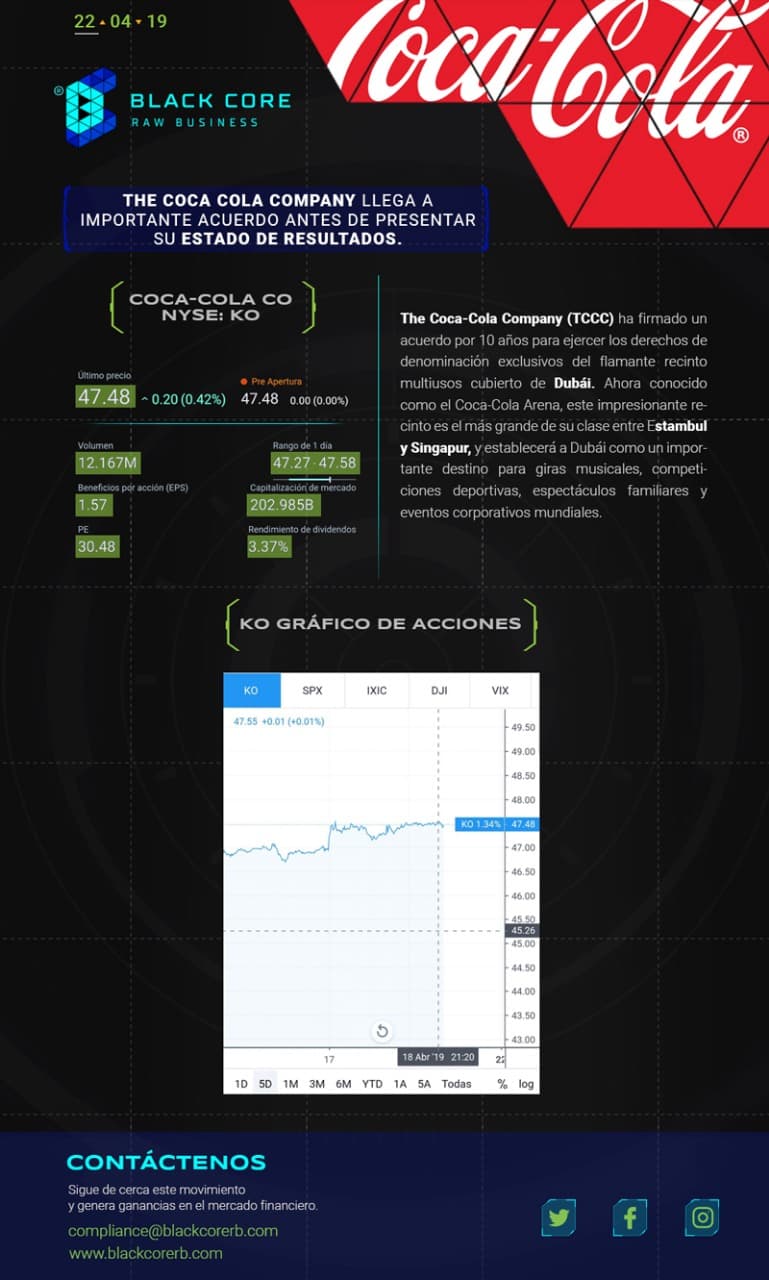 22 ▲ 04 ▼ 19
Coca-Cola®
®
BLACK CORE
RAW BUSINESS
THE COCA COLA COMPANY LLEGA A
IMPORTANTE ACUERDO ANTES DE PRESENTAR
SU ESTADO DE RESULTADOS.
COCA-COLA CO
NYSE: KO
Último precio
47.48 ^ 0.20 (0.42%)
Pre Apertura
47.48 0.00 (0.00%)
Volumen
12.167M
Rango de 1 día
47.27 - 47.58
Beneficios por acción (EPS)
1.57
Capitalización de mercado
202.985B
PE
30.48
Rendimiento de dividendos
3.37%
The Coca-Cola Company (TCCC) ha firmado un
acuerdo por 10 años para ejercer los derechos de
denominación exclusivos del flamante recinto
multiusos cubierto de Dubái. Ahora conocido
como el Coca-Cola Arena, este impresionante re-
cinto es el más grande de su clase entre Estambul
y Singapur, y establecerá a Dubái como un impor-
tante destino para giras musicales, competi-
ciones deportivas, espectáculos familiares y
eventos corporativos mundiales.
KO GRÁFICO DE ACCIONES
KO SPX IXIC DJI VIX
47.55 +0.01 (+0.01%)
49.50
49.00
48.50
48.00
KO 1.34% 47.48
47.00
46.50
46.00
45.50
45.26
45.00
44.50
44.00
43.50
43.00
17 18 Abr '19 21:20 22
1D 5D 1M 3M 6M YTD 1A 5A Todas % log
CONTÁCTENOS
Sigue de cerca este movimiento
y genera ganancias en el mercado financiero.
compliance@blackcorerb.com
www.blackcorerb.com